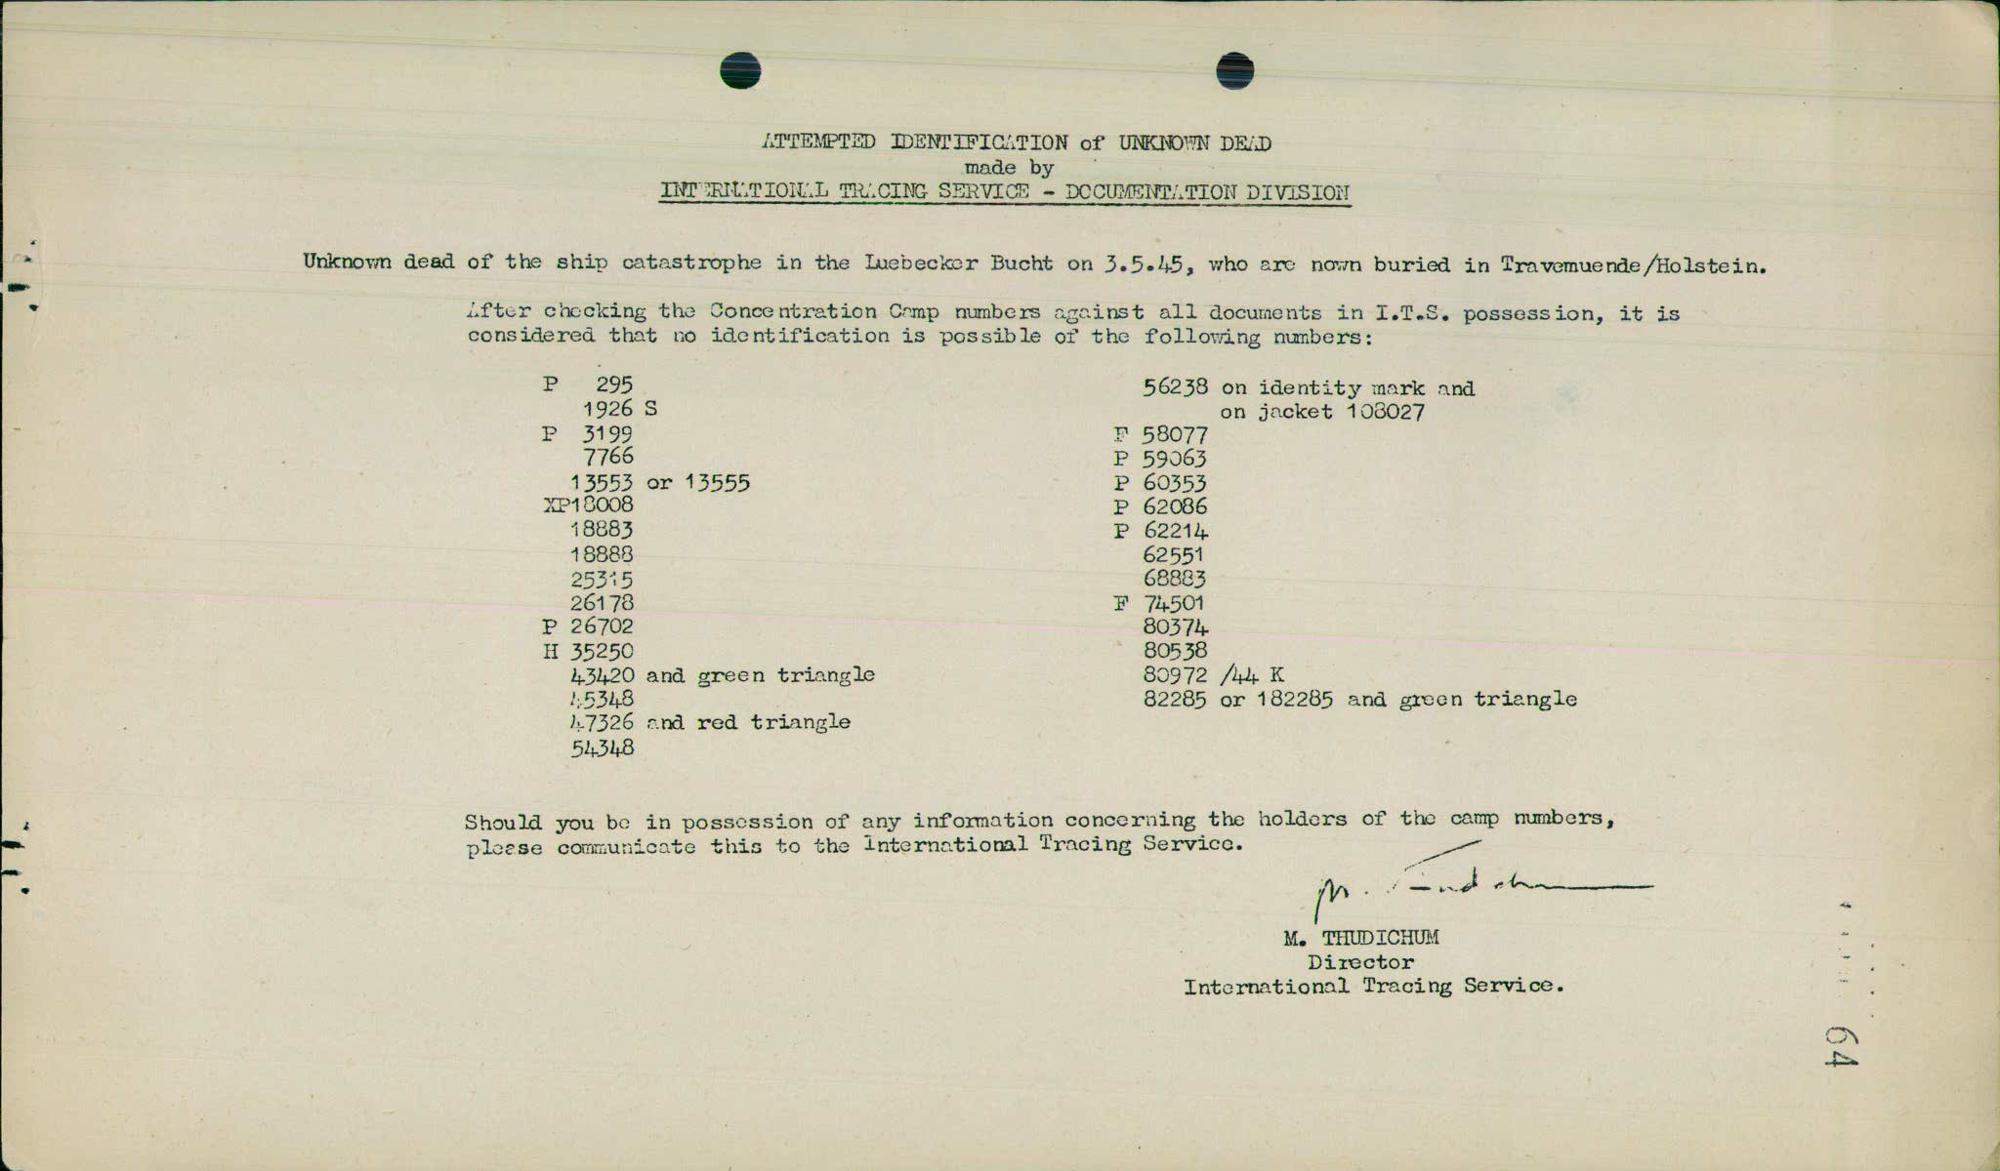 ATTEMPTED IDENTIFICATION of UNKNOWN DEAD
made by
INTERNATIONAL TRACING SERVICE - DOCUMENTATION DIVISION
Unknown dead of the ship catastrophe in the Luebecker Bucht on 3.5.45, who are nown buried in Travemuende/Holstein.
After checking the Concentration Camp numbers against all documents in I.T.S. possession, it is
considered that no identification is possible of the following numbers:
P 295
1926 S
P 3199
7766
13553 or 13555
XP18008
18883
18888
25315
26178
P 26702
H 35250
43420 and green triangle
45348
47326 and red triangle
54348
56238 on identity mark and
on jacket 108027
F 58077
P 59063
P 60353
P 62086
P 62214
62551
68883
F 74501
80374
80538
80972 /44 K
82285 or 182285 and green triangle
Should you be in possession of any information concerning the holders of the camp numbers,
please communicate this to the International Tracing Service.
M. Thudichum
M. THUDICHUM
Director
International Tracing Service.
64